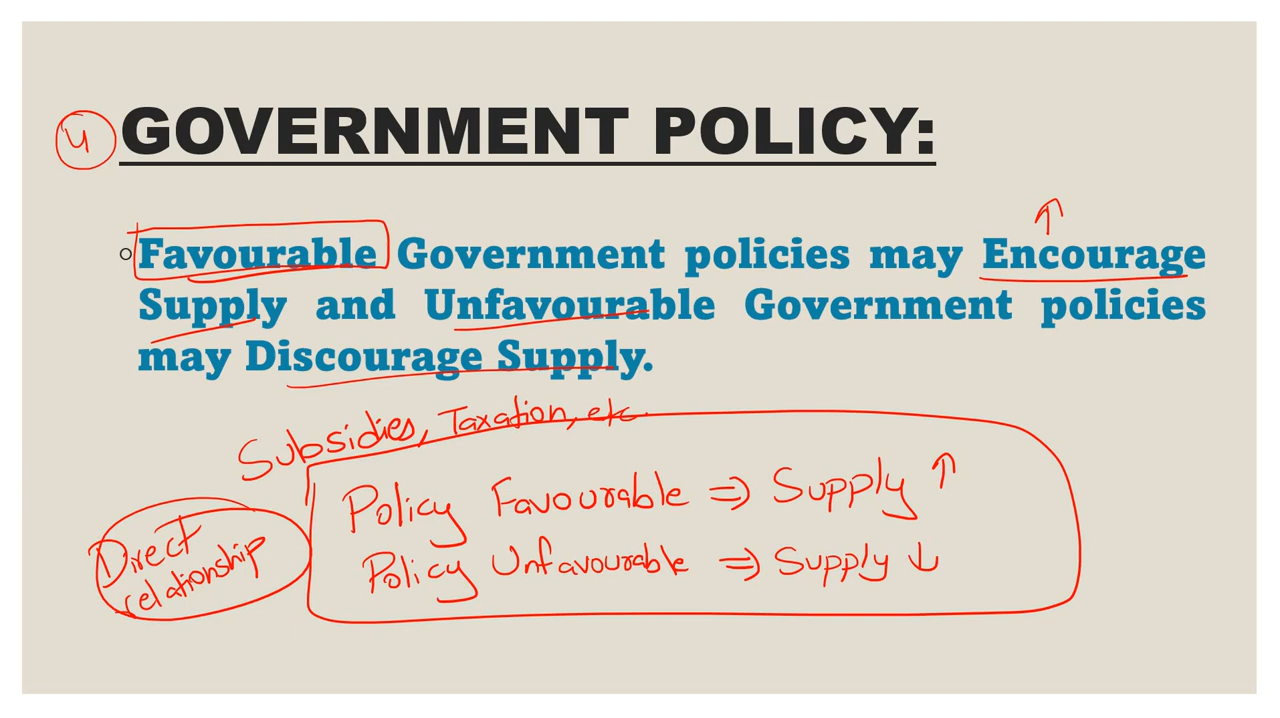 4 GOVERNMENT POLICY:
Favourable Government policies may Encourage
Supply and Unfavourable Government policies
may Discourage Supply.
Subsidies, Taxation, etc.
Policy Favourable ⇒ Supply ↑
Policy Unfavourable ⇒ Supply ↓
Direct
relationship